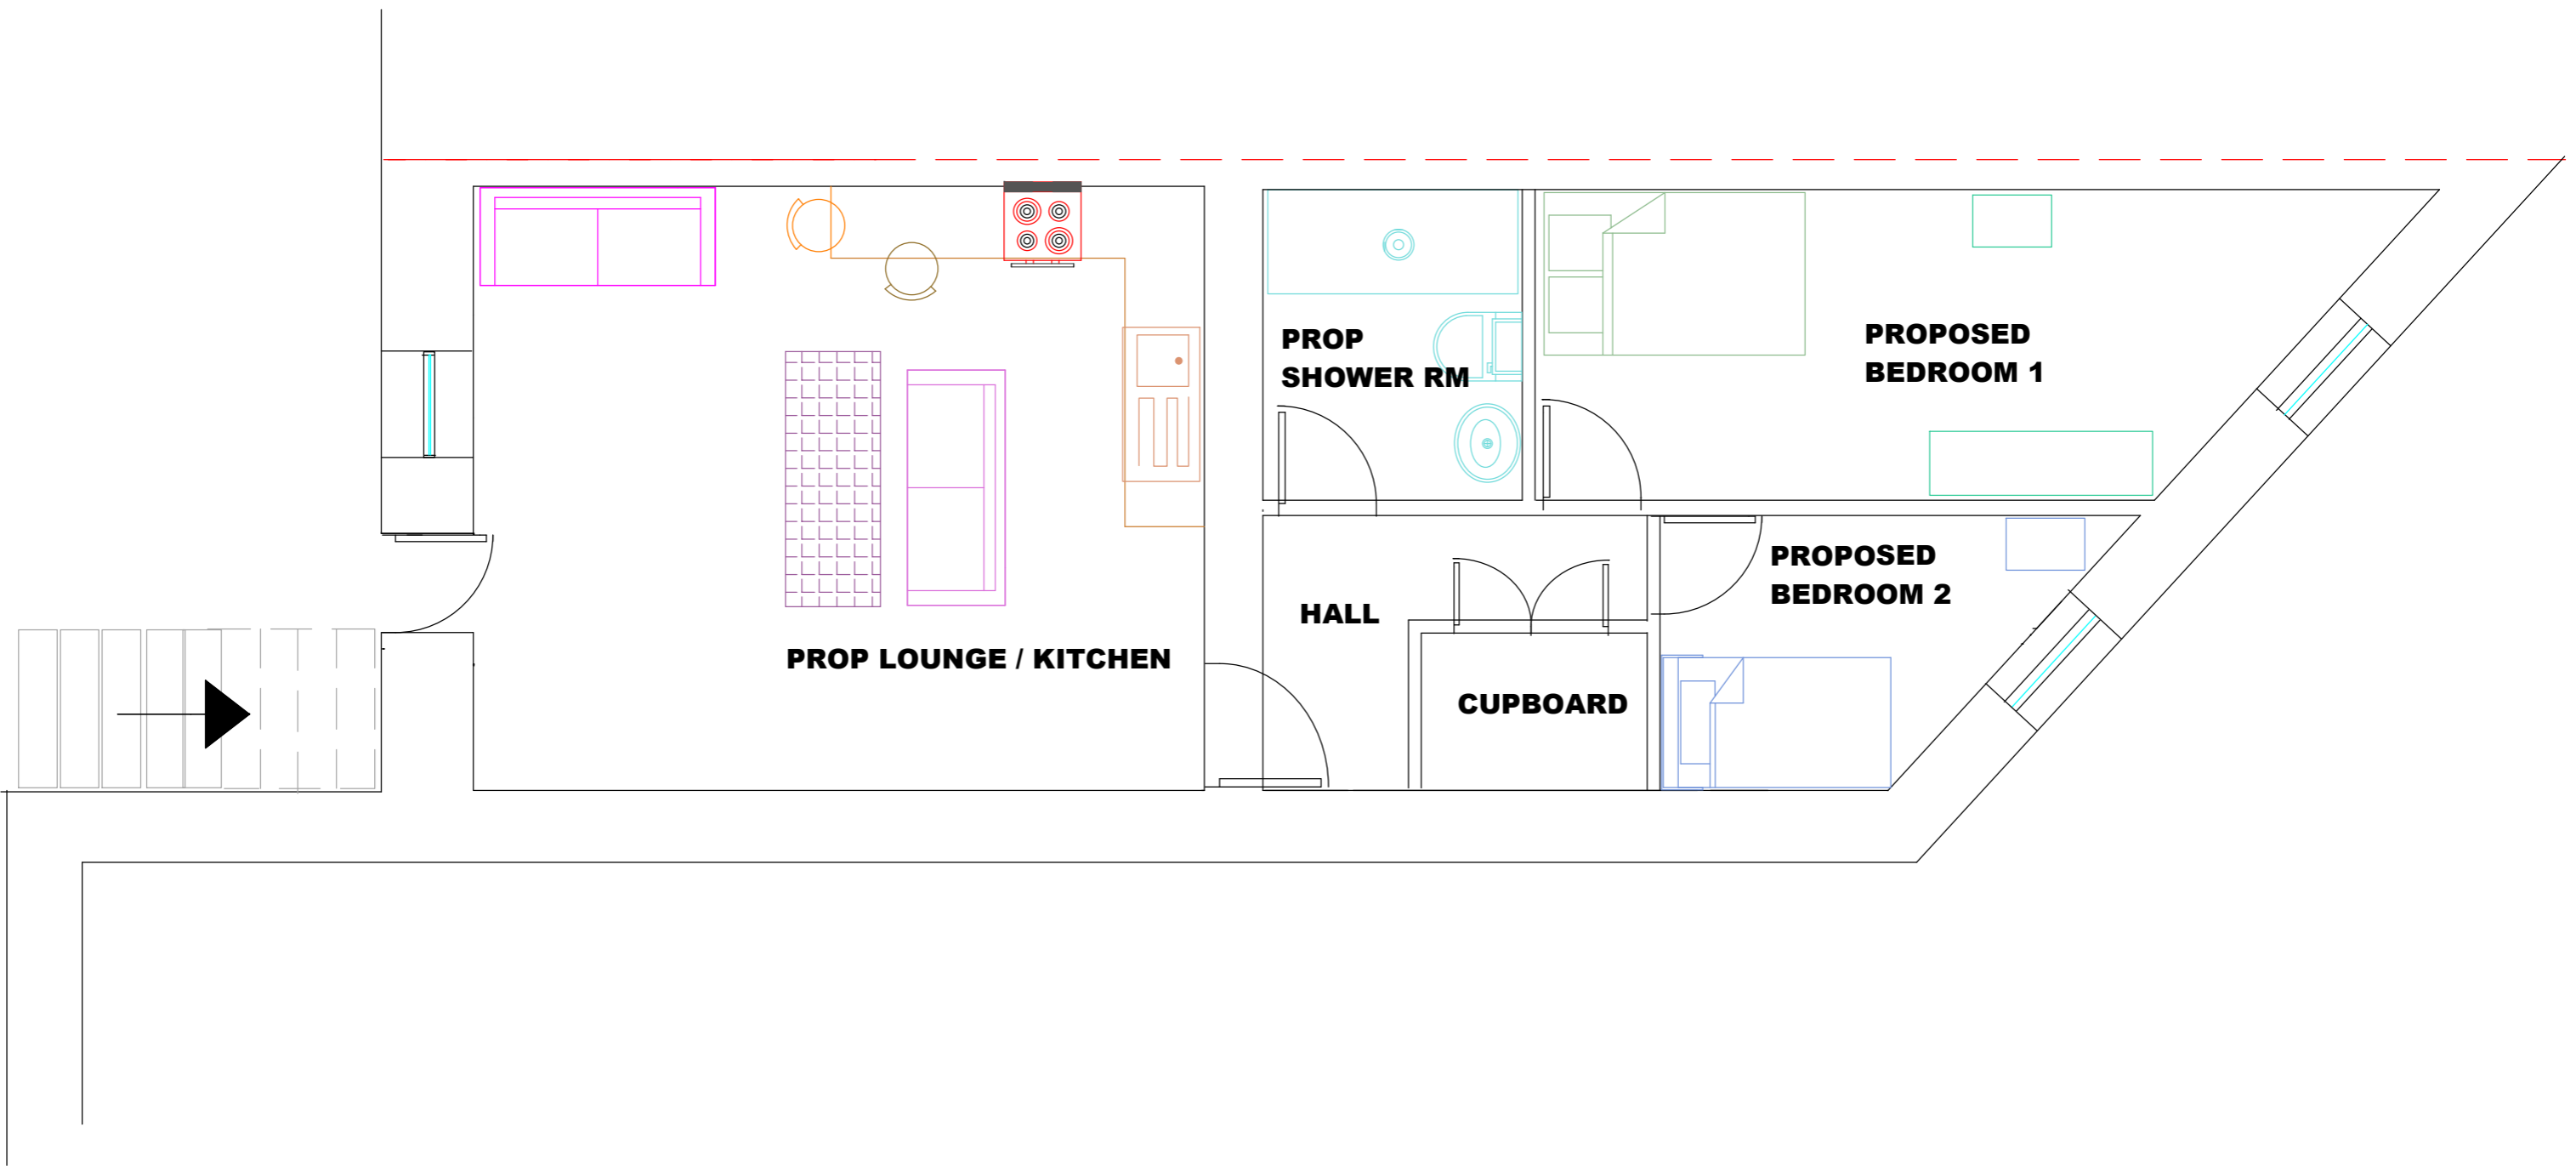 PROP
SHOWER RM
PROPOSED
BEDROOM 1
PROPOSED
BEDROOM 2
HALL
PROP LOUNGE / KITCHEN
CUPBOARD